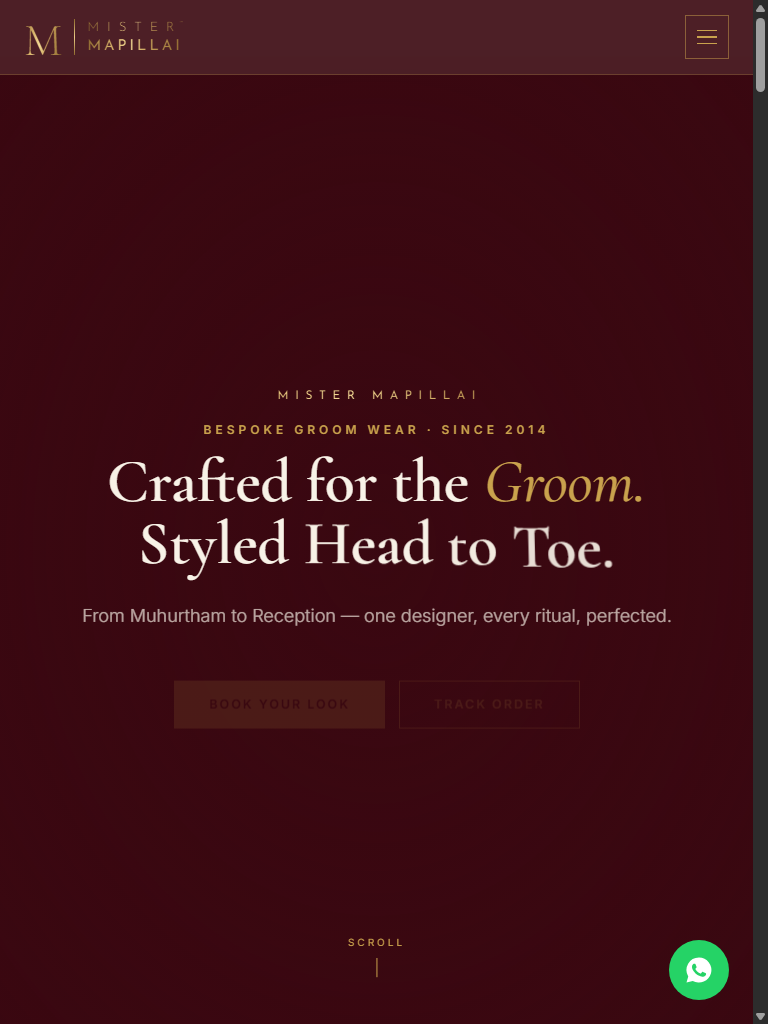 M
MISTER
MAPILLAI
MISTER MAPILLAI
BESPOKE GROOM WEAR · SINCE 2014
Crafted for the Groom.
Styled Head to Toe.
From Muhurtham to Reception — one designer, every ritual, perfected.
BOOK YOUR LOOK
TRACK ORDER
SCROLL